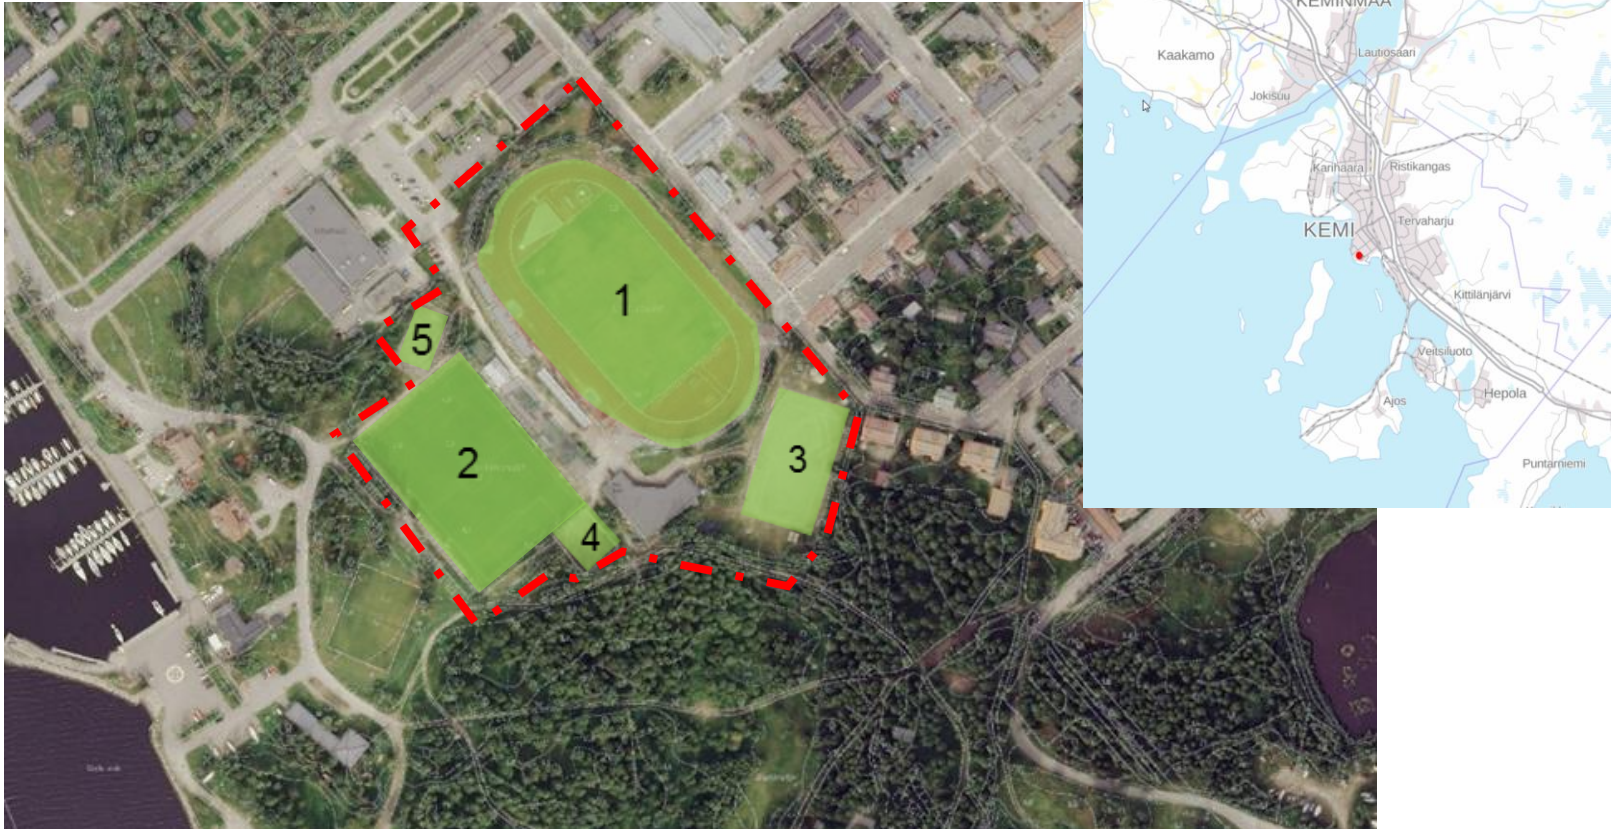 1
2
3
4
5
KEMINMAA
Kaakamo
Lautiosaari
Jokisuu
Karihaara
Ristikangas
Tervaharju
KEMI
Kittilänjärvi
Veitsiluoto
Hepola
Ajos
Puntarniemi